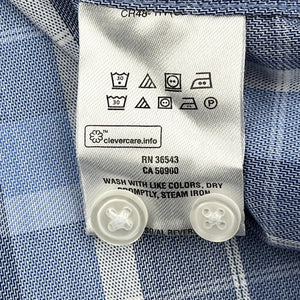 clevercare.info
RN 36543
CA 50900
WASH WITH LIKE COLORS, DRY
PROMPTLY, STEAM IRON